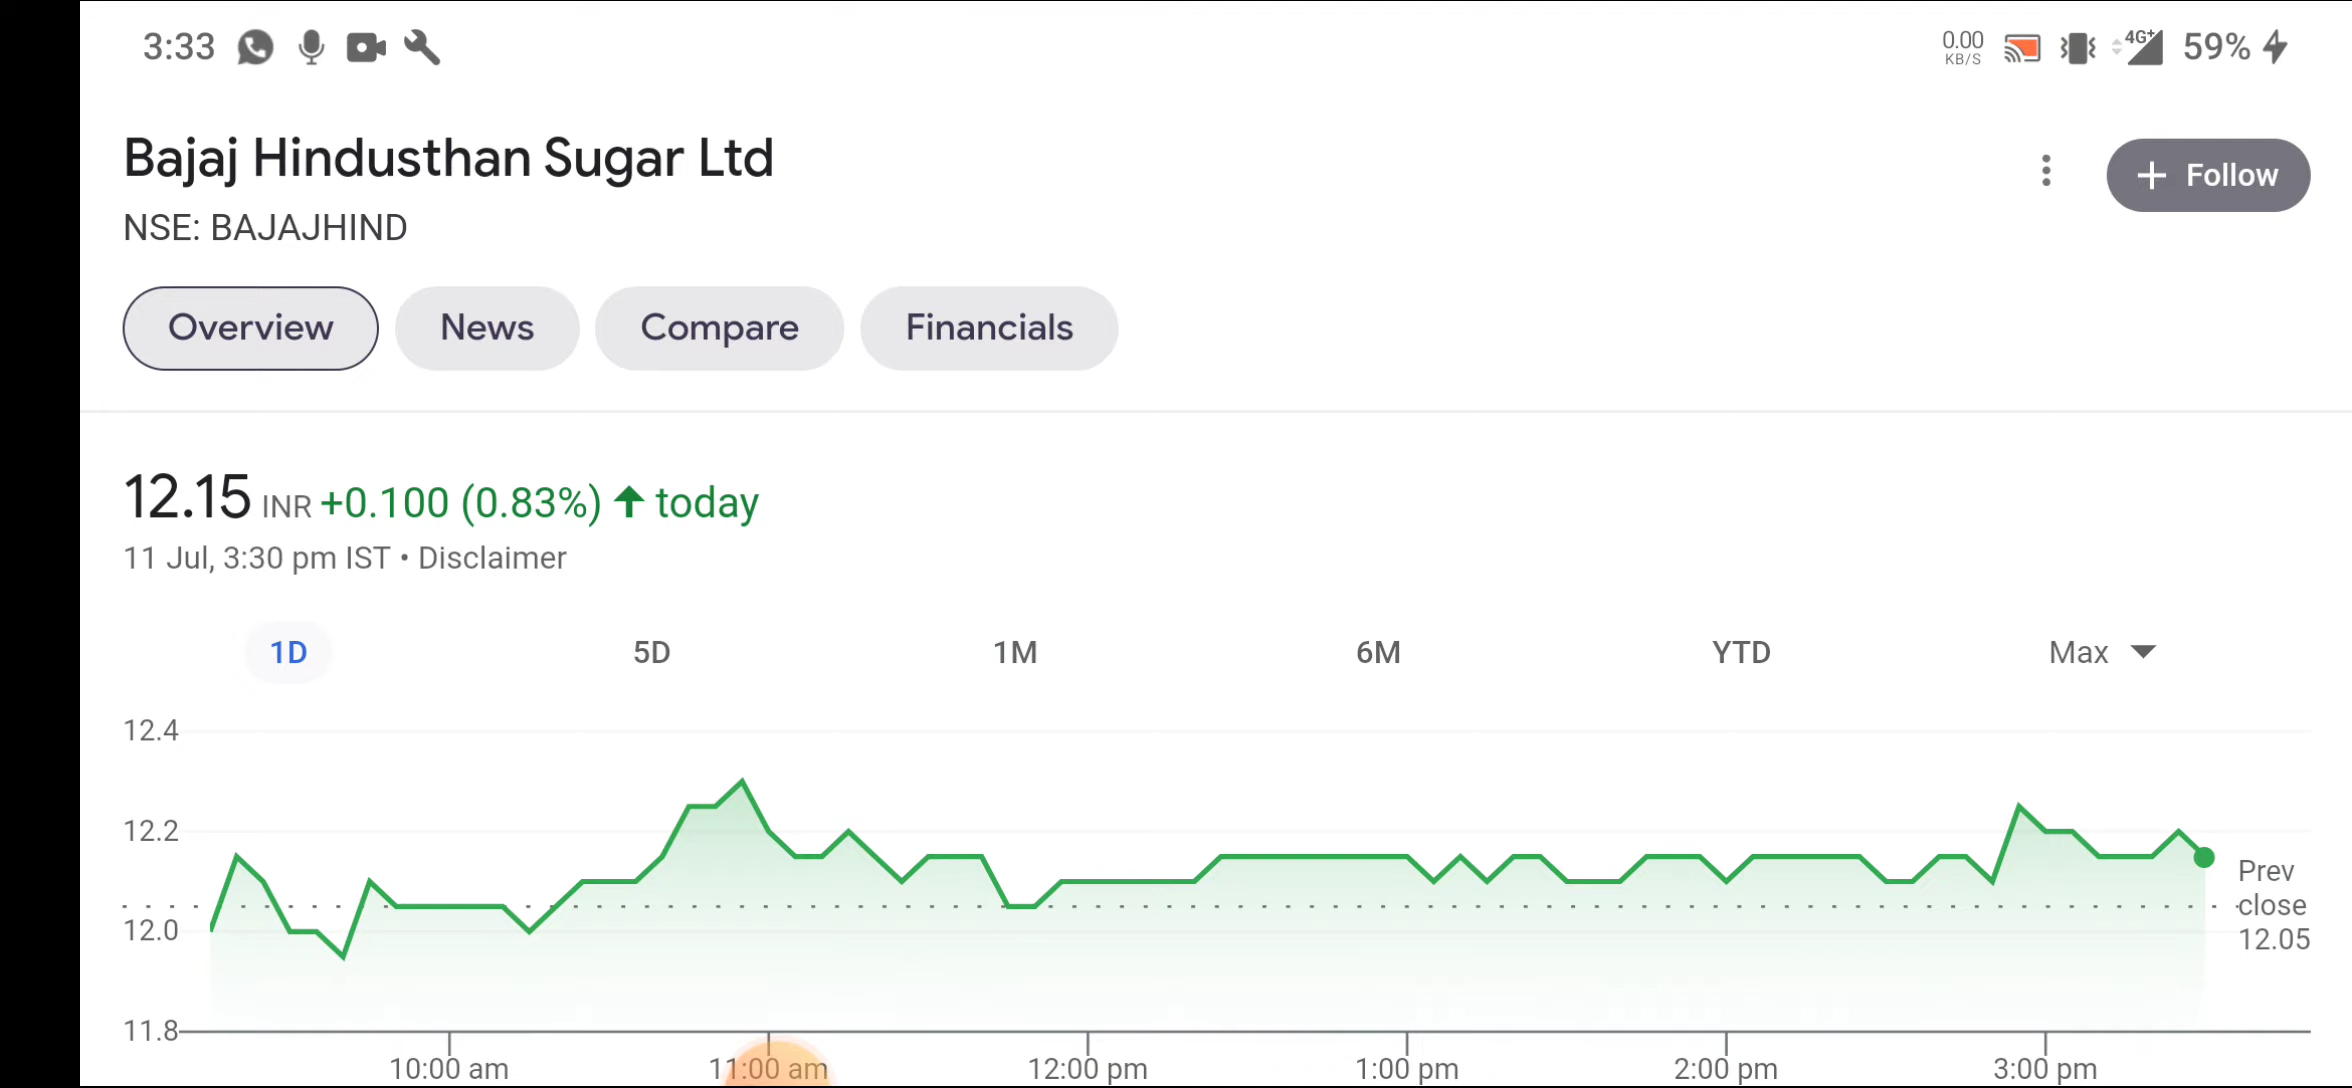 3:33
0.00
KB/S
4G+
59%
Bajaj Hindusthan Sugar Ltd
Follow
NSE: BAJAJHIND
Overview News Compare Financials
12.15 INR +0.100 (0.83%) today
11 Jul, 3:30 pm IST • Disclaimer
1D 5D 1M 6M YTD Max
12.4
12.2
12.0
11.8
Prev
close
12.05
10:00 am 11:00 am 12:00 pm 1:00 pm 2:00 pm 3:00 pm